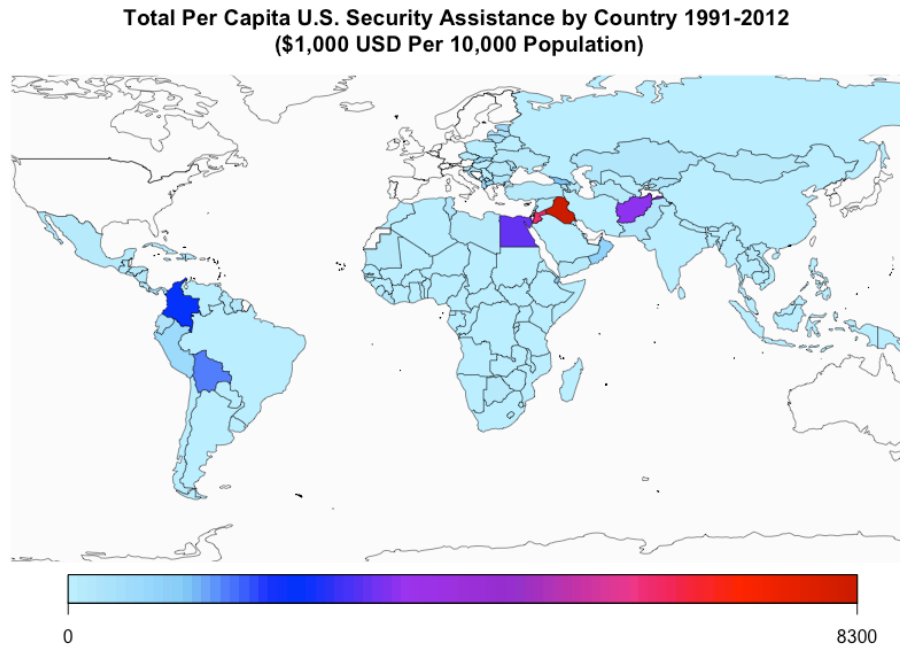 Total Per Capita U.S. Security Assistance by Country 1991-2012
($1,000 USD Per 10,000 Population)
0
8300